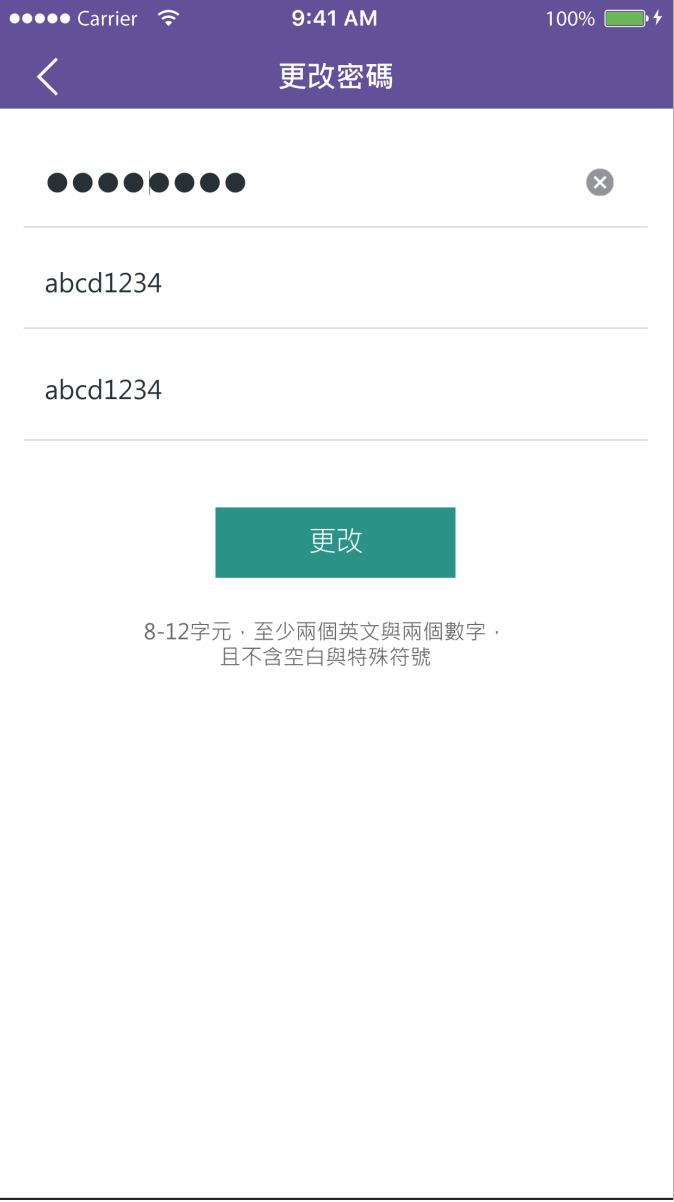 Carrier 9:41 AM 100%
更改密碼
●●●●●●●●
abcd1234
abcd1234
更改
8-12字元，至少兩個英文與兩個數字，
且不含空白與特殊符號